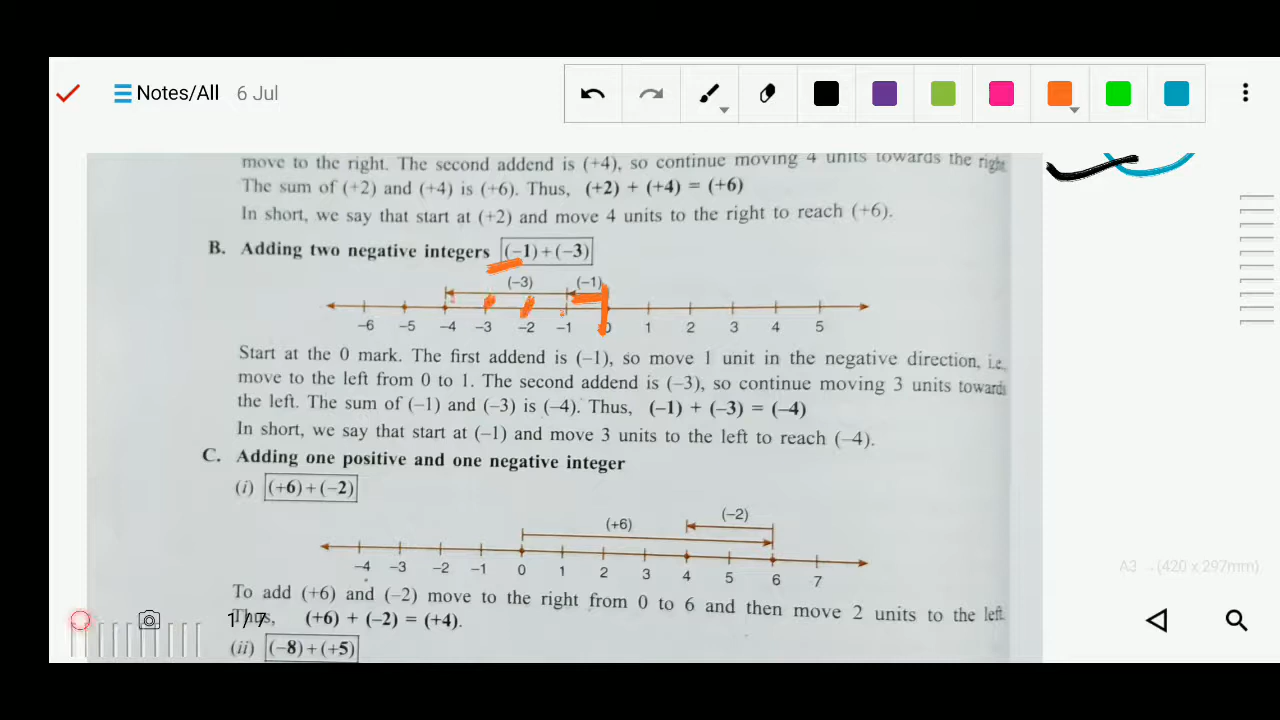 Notes/All 6 Jul
move to the right. The second addend is (+4), so continue moving 4 units towards the right
The sum of (+2) and (+4) is (+6). Thus, (+2) + (+4) = (+6)
In short, we say that start at (+2) and move 4 units to the right to reach (+6).
B. Adding two negative integers (−1)+(−3)
(−3) (−1)
−6 −5 −4 −3 −2 −1 0 1 2 3 4 5
Start at the 0 mark. The first addend is (−1), so move 1 unit in the negative direction, i.e.,
move to the left from 0 to 1. The second addend is (−3), so continue moving 3 units towards
the left. The sum of (−1) and (−3) is (−4). Thus, (−1) + (−3) = (−4)
In short, we say that start at (−1) and move 3 units to the left to reach (−4).
C. Adding one positive and one negative integer
(i) (+6)+(−2)
(+6) (−2)
−4 −3 −2 −1 0 1 2 3 4 5 6 7
A3 → (420 x 297mm)
To add (+6) and (−2) move to the right from 0 to 6 and then move 2 units to the left.
Thus, (+6) + (−2) = (+4).
1 / 7
(ii) (−8)+(+5)